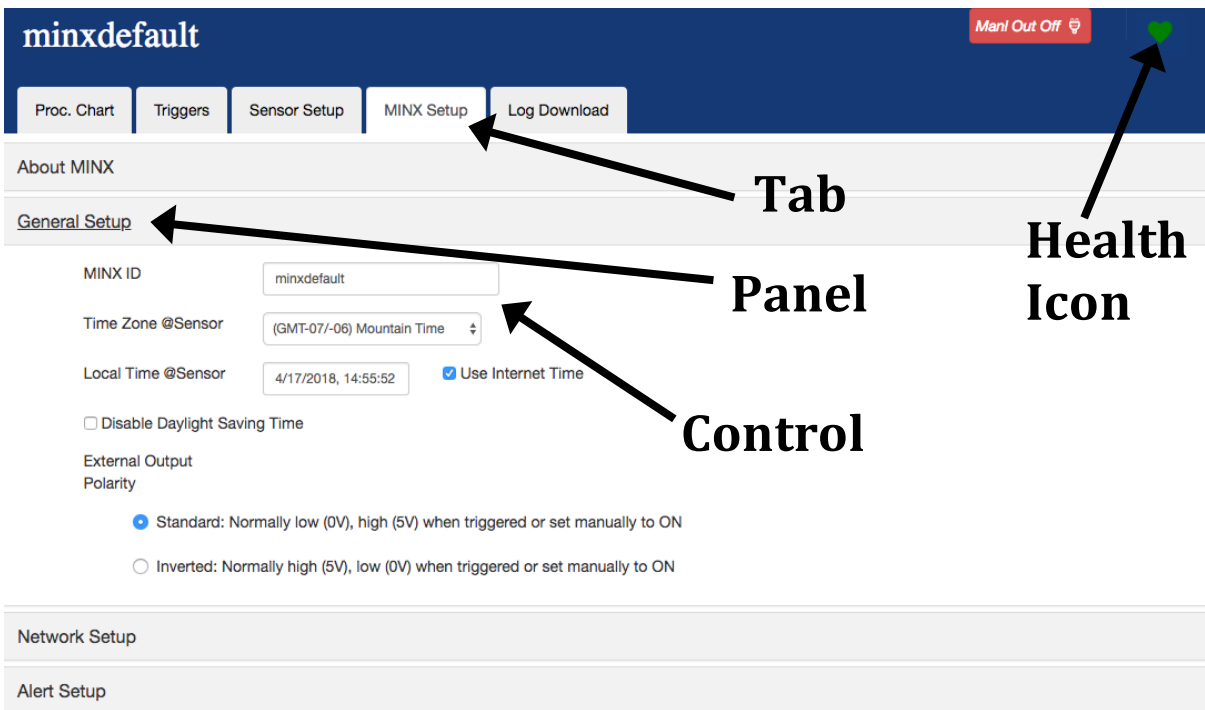 minxdefault
Manl Out Off
Proc. Chart
Triggers
Sensor Setup
MINX Setup
Log Download
About MINX
Tab
General Setup
Health
Icon
Panel
MINX ID
minxdefault
Time Zone @Sensor
(GMT-07/-06) Mountain Time
Local Time @Sensor
4/17/2018, 14:55:52
Use Internet Time
Control
Disable Daylight Saving Time
External Output
Polarity
Standard: Normally low (0V), high (5V) when triggered or set manually to ON
Inverted: Normally high (5V), low (0V) when triggered or set manually to ON
Network Setup
Alert Setup